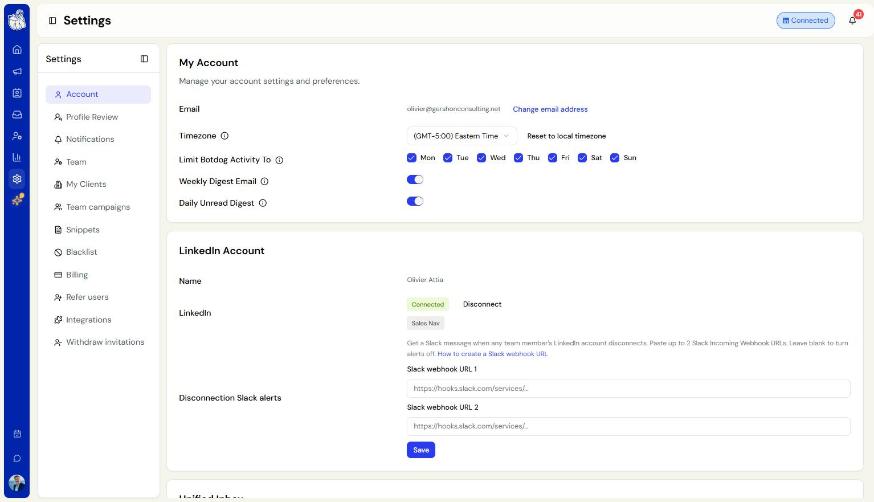 Settings
Connected
41
Settings
Account
Profile Review
Notifications
Team
My Clients
Team campaigns
Snippets
Blacklist
Billing
Refer users
Integrations
Withdraw invitations
My Account
Manage your account settings and preferences.
Email
olivier@gershonconsulting.net Change email address
Timezone
(GMT-5:00) Eastern Time Reset to local timezone
Limit Botdog Activity To
Mon Tue Wed Thu Fri Sat Sun
Weekly Digest Email
Daily Unread Digest
LinkedIn Account
Name
Olivier Attia
LinkedIn
Connected Disconnect
Sales Nav
Get a Slack message when any team member's LinkedIn account disconnects. Paste up to 2 Slack Incoming Webhook URLs. Leave blank to turn
alerts off. How to create a Slack webhook URL
Disconnection Slack alerts
Slack webhook URL 1
https://hooks.slack.com/services/...
Slack webhook URL 2
https://hooks.slack.com/services/...
Save
Unified Inbox